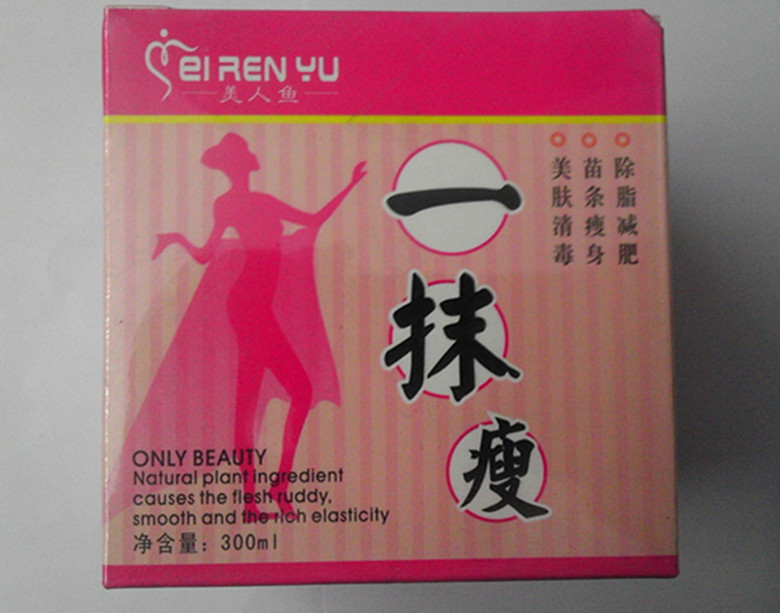 MEI REN YU
美人鱼
除脂减肥
苗条瘦身
美肤清毒
一抹瘦
ONLY BEAUTY
Natural plant ingredient
causes the flesh ruddy,
smooth and the rich elasticity
净含量：300ml